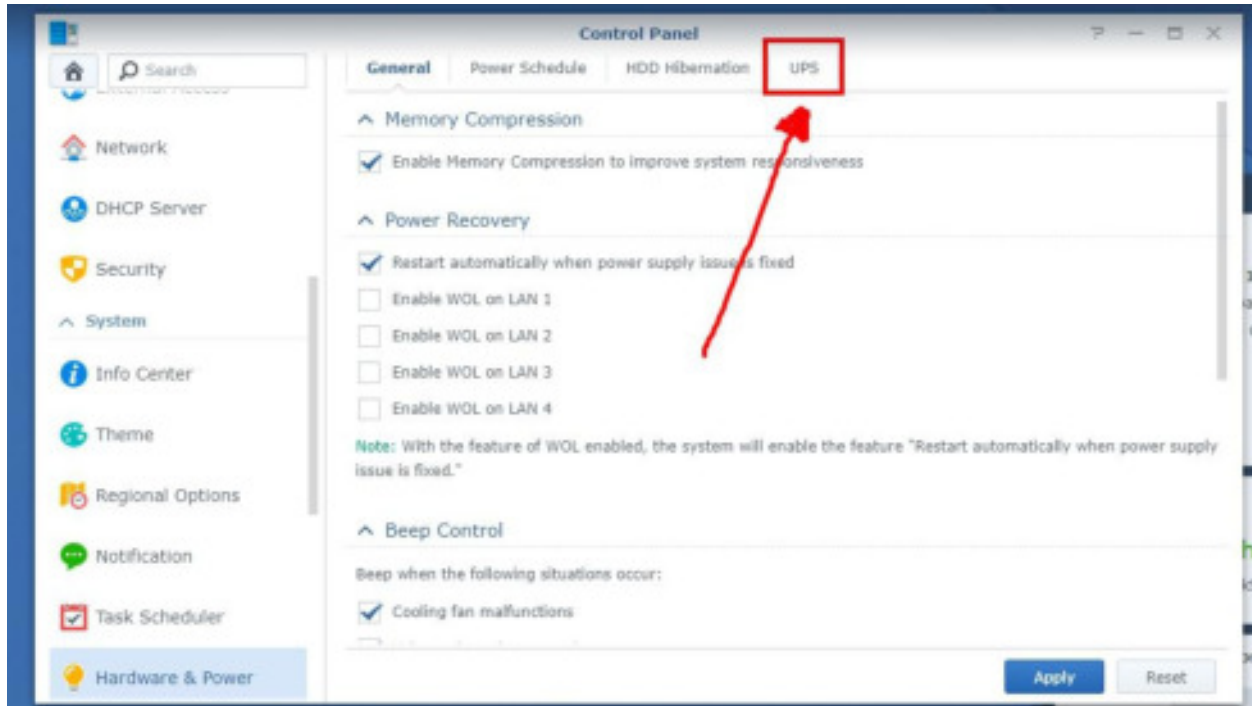 Control Panel
Search
General Power Schedule HDD Hibernation UPS
External Access
Network
DHCP Server
Security
System
Info Center
Theme
Regional Options
Notification
Task Scheduler
Hardware & Power
Memory Compression
Enable Memory Compression to improve system responsiveness
Power Recovery
Restart automatically when power supply issue is fixed
Enable WOL on LAN 1
Enable WOL on LAN 2
Enable WOL on LAN 3
Enable WOL on LAN 4
Note: With the feature of WOL enabled, the system will enable the feature "Restart automatically when power supply
issue is fixed."
Beep Control
Beep when the following situations occur:
Cooling fan malfunctions
Apply Reset